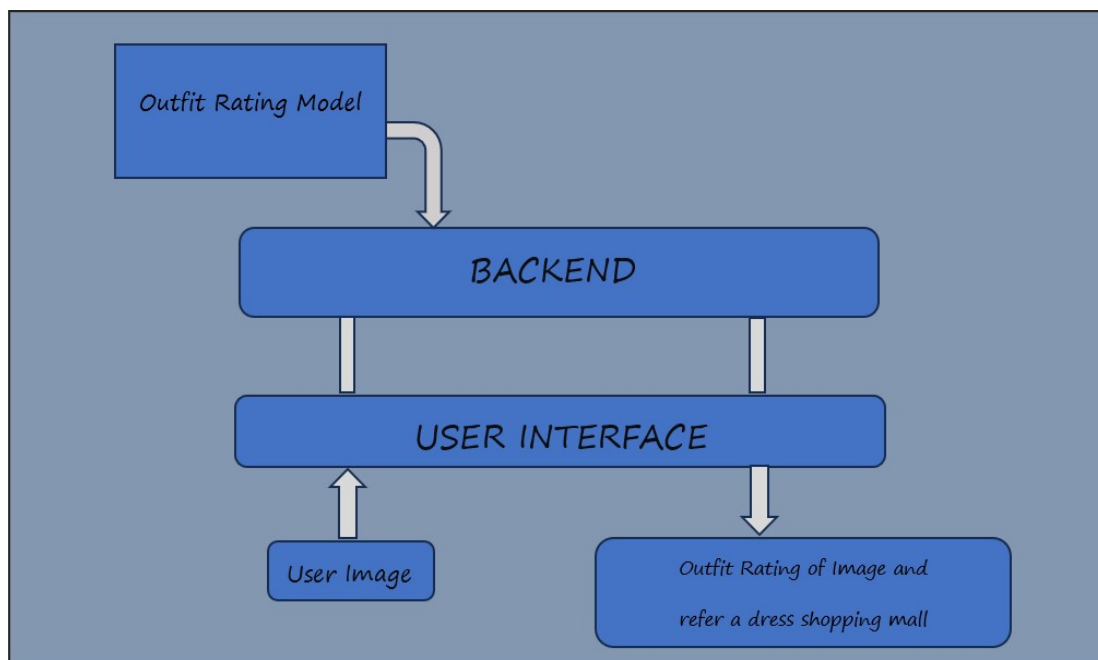 Outfit Rating Model
BACKEND
USER INTERFACE
User Image
Outfit Rating of Image and
refer a dress shopping mall